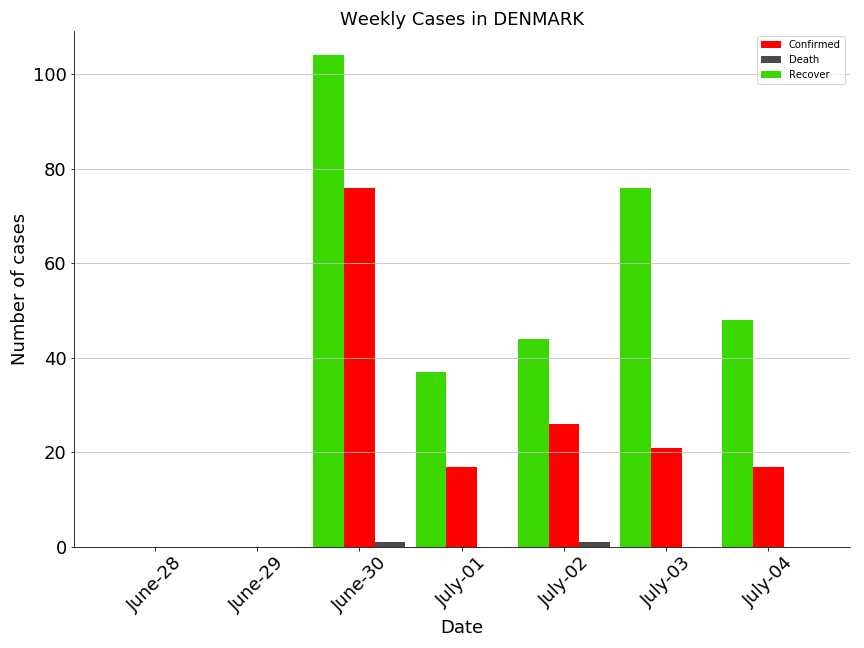 Weekly Cases in DENMARK
Confirmed
Death
Recover
Number of cases
100
80
60
40
20
0
June-28
June-29
June-30
July-01
July-02
July-03
July-04
Date